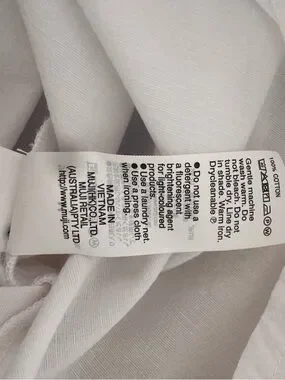 100% COTTON
Gentle machine
wash warm. Do
not bleach. Do not
tumble dry. Line dry
in shade. Warm iron.
Drycleanable Ⓟ
● Do not use a
detergent with
a fluorescent
brightening agent
for light-coloured
products.
● Use a laundry net.
● Use a press cloth
when ironing.
MADE IN
VIETNAM
MUJI(HK)CO.,LTD
MUJI RETAIL
(AUSTRALIA)PTY LTD
http://www.muji.com